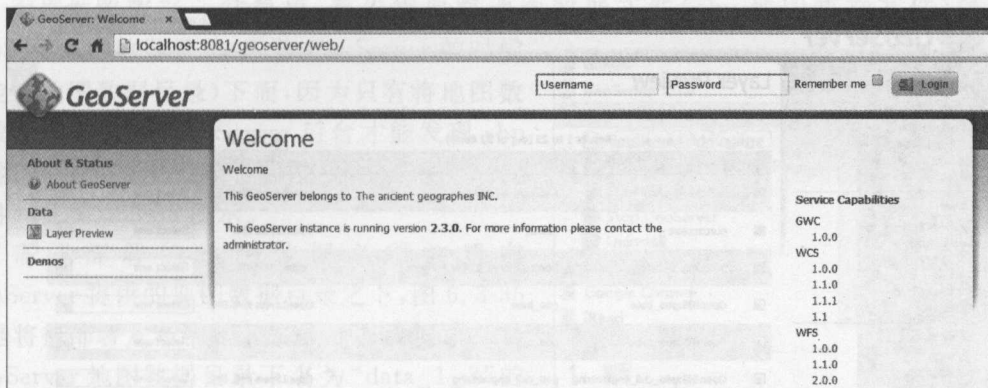 GeoServer: Welcome
localhost:8081/geoserver/web/
GeoServer
Username
Password
Remember me
Login
About & Status
About GeoServer
Data
Layer Preview
Demos
Welcome
Welcome
This GeoServer belongs to The ancient geographes INC.
This GeoServer instance is running version 2.3.0. For more information please contact the
administrator.
Service Capabilities
GWC
1.0.0
WCS
1.0.0
1.1.0
1.1.1
1.1
WFS
1.0.0
1.1.0
2.0.0